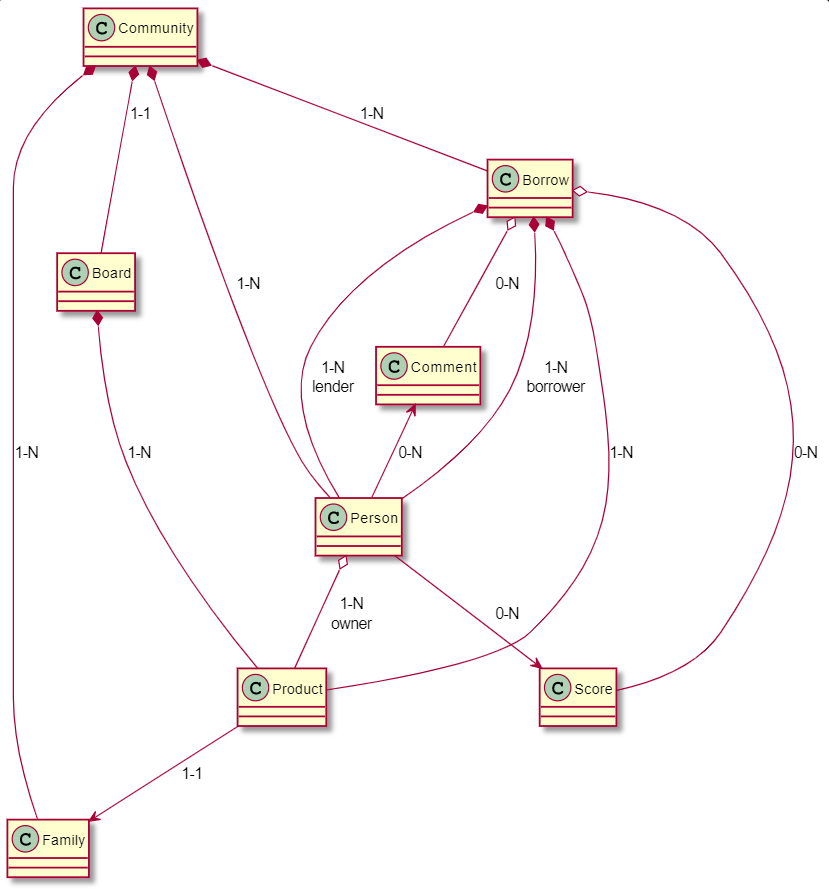 C Community
1-1
1-N
C Borrow
C Board
1-N
0-N
1-N
lender
C Comment
1-N
borrower
1-N
1-N
0-N
1-N
0-N
C Person
1-N
owner
0-N
C Product
C Score
1-1
C Family